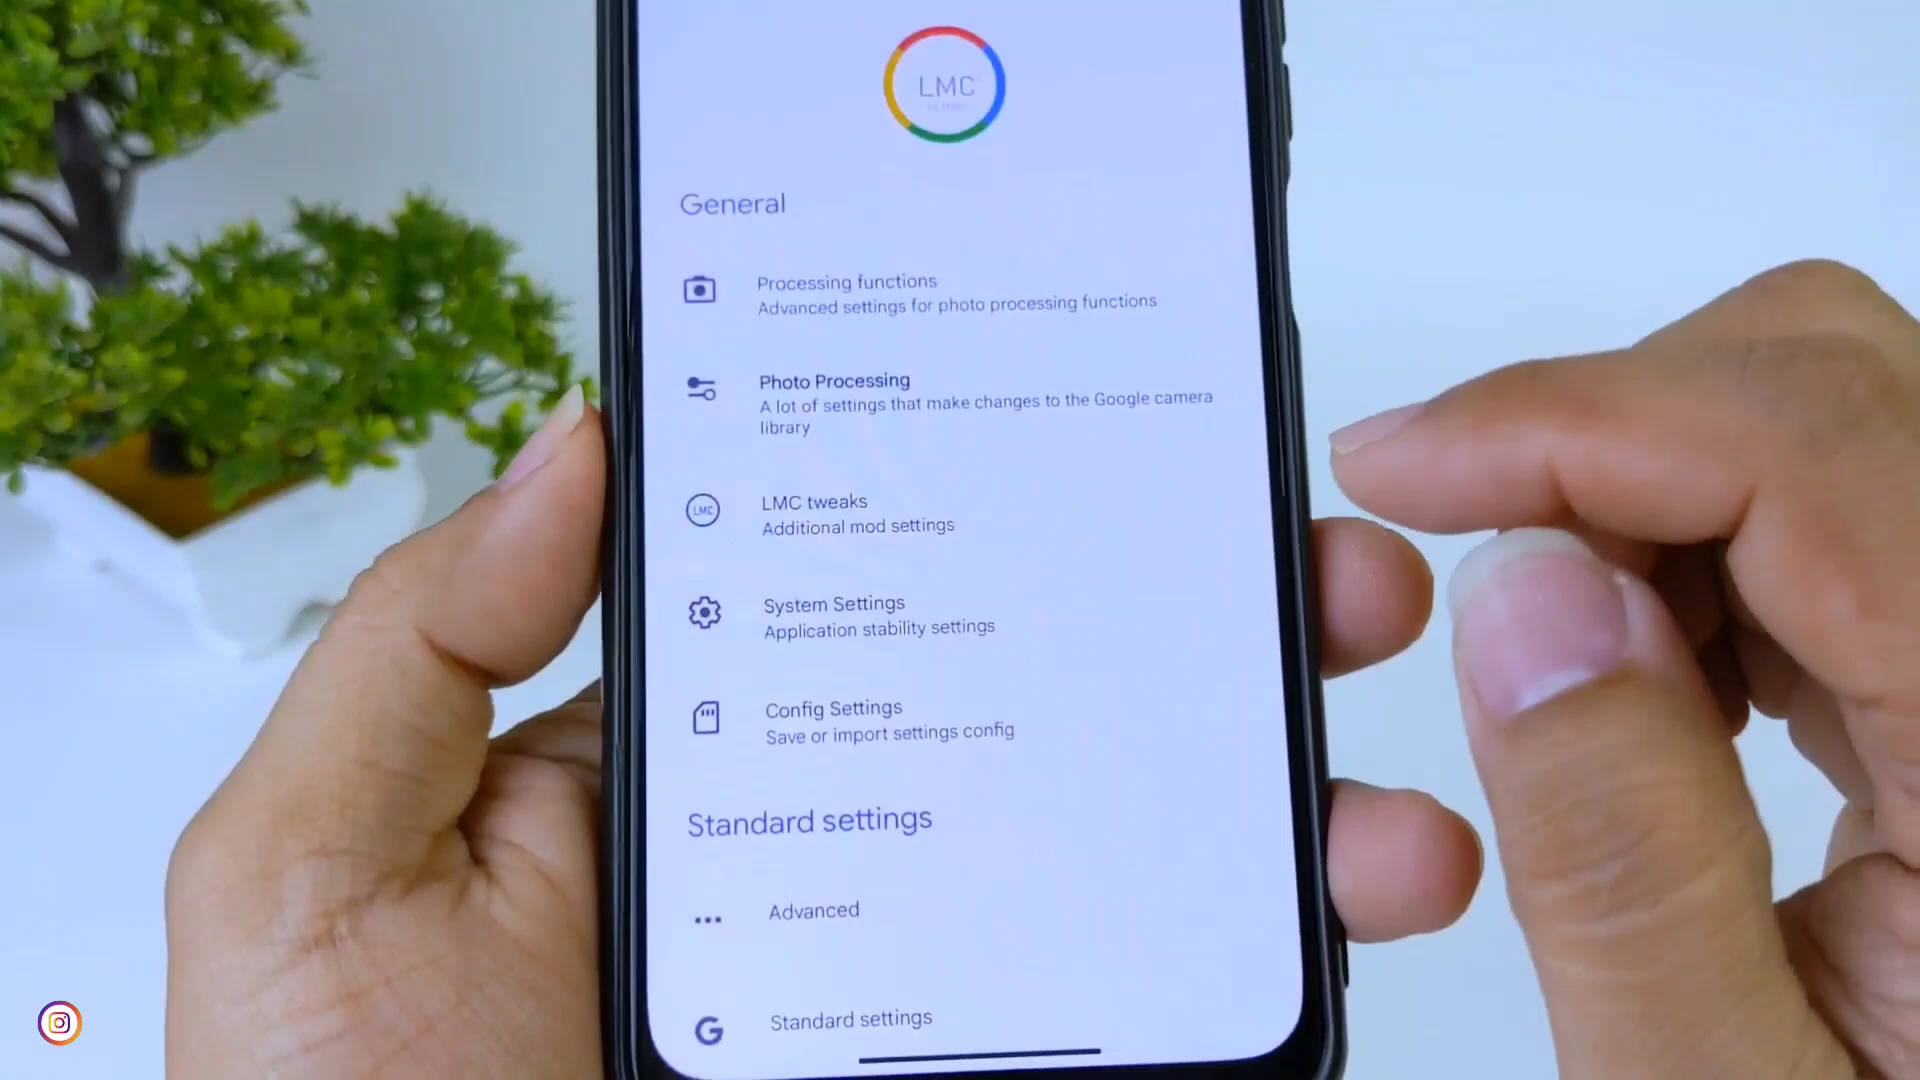 LMC
General
Processing functions
Advanced settings for photo processing functions
Photo Processing
A lot of settings that make changes to the Google camera
library
LMC
LMC tweaks
Additional mod settings
System Settings
Application stability settings
Config Settings
Save or import settings config
Standard settings
Advanced
G
Standard settings